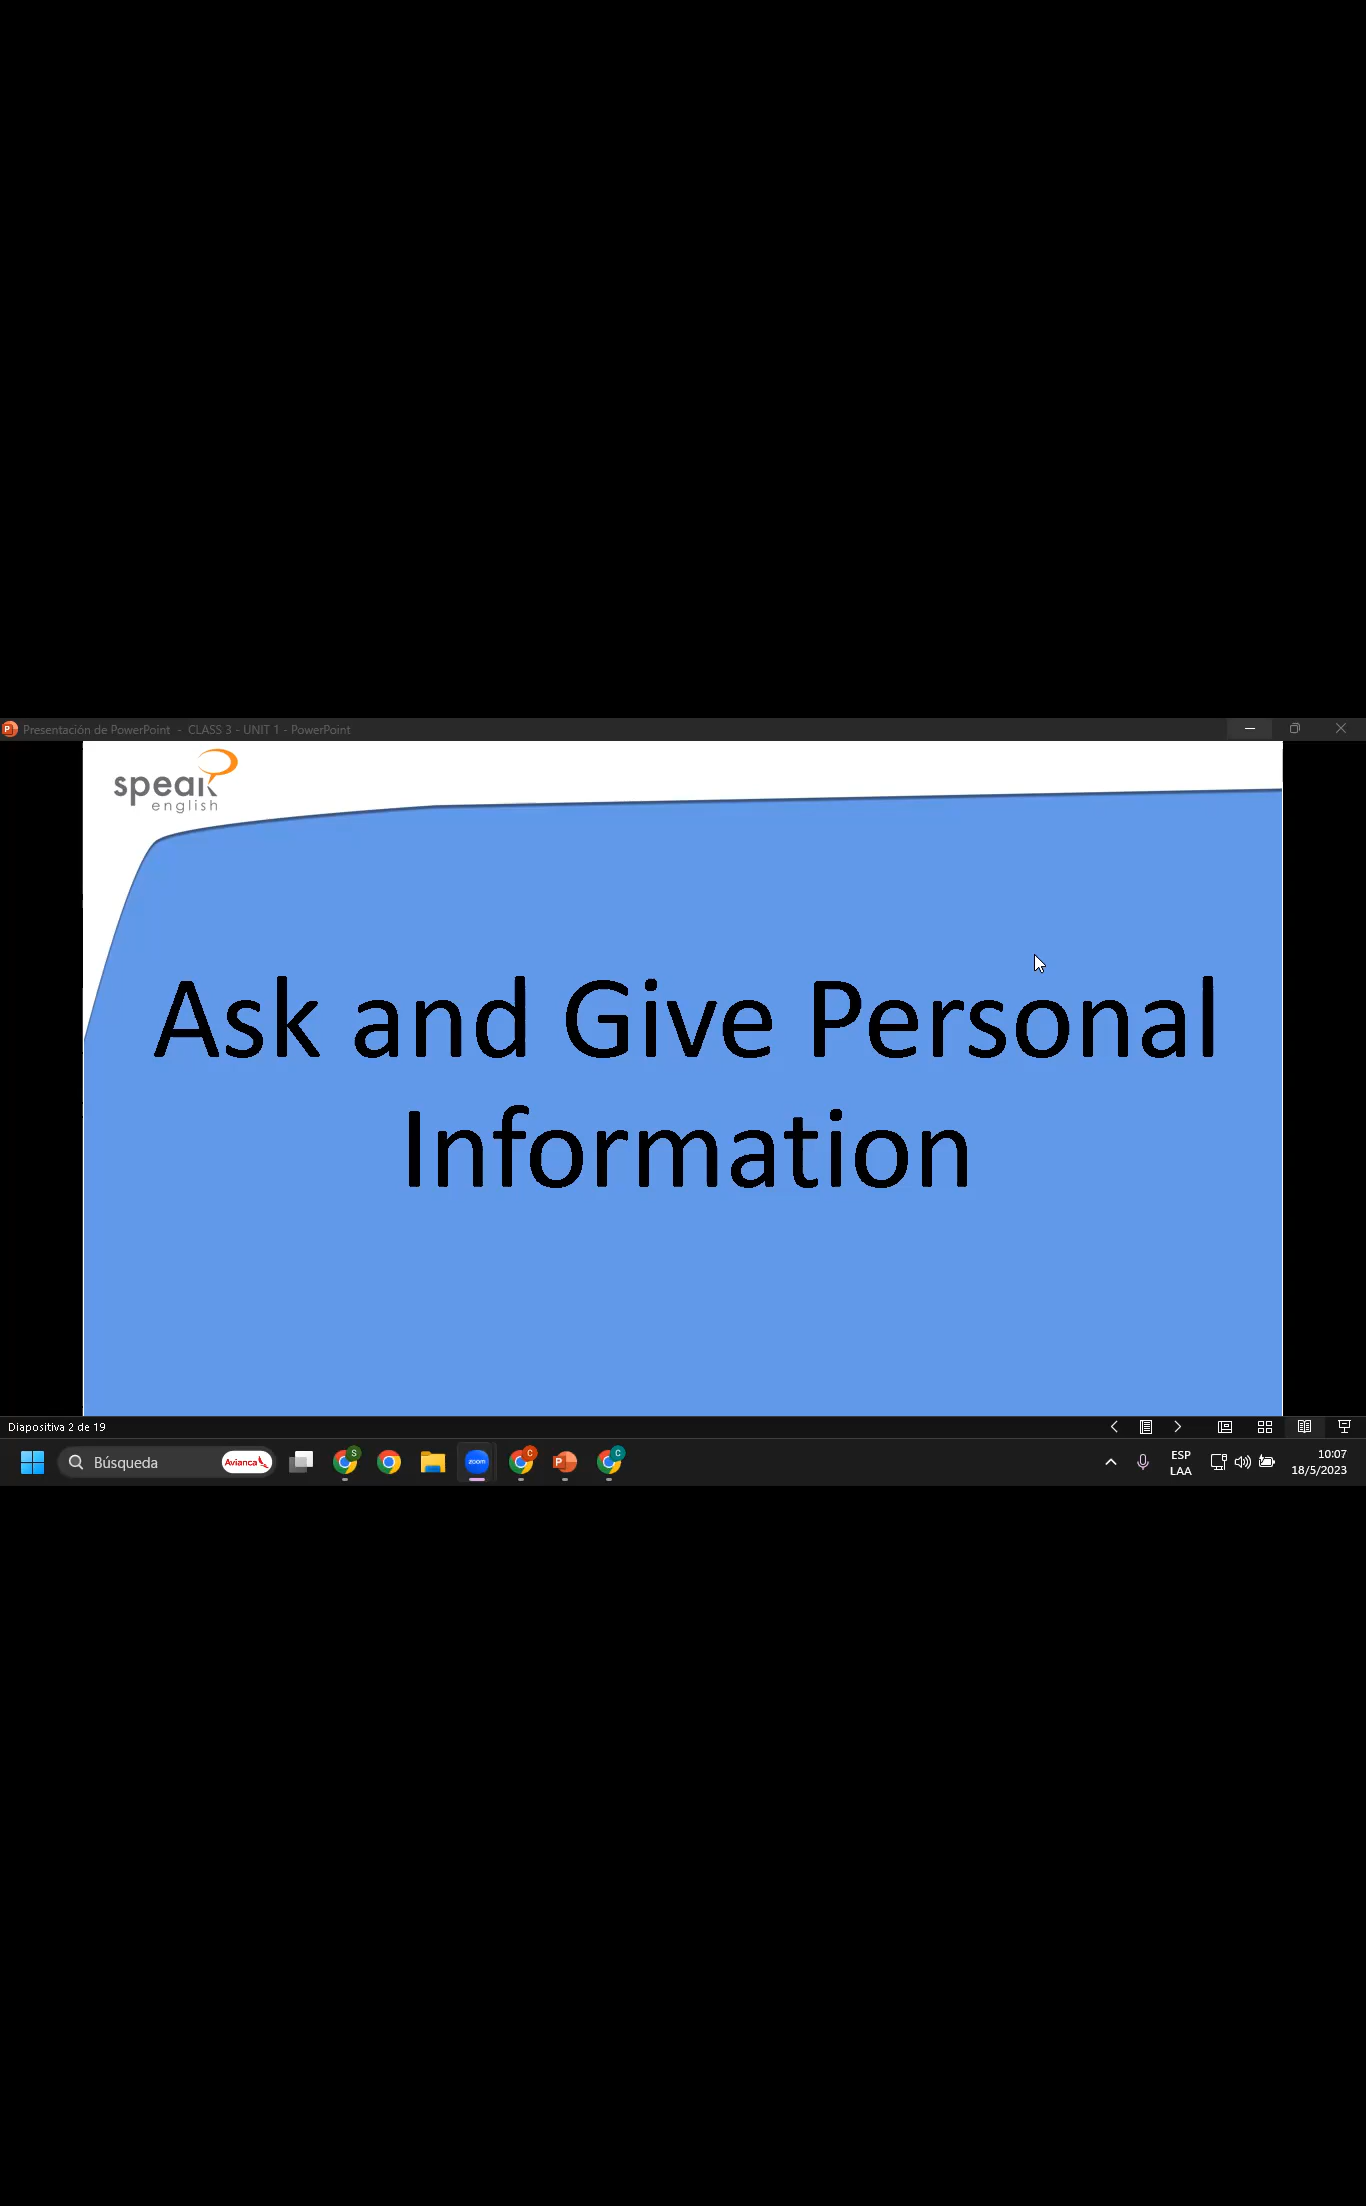 Presentación de PowerPoint - CLASS 3 - UNIT 1 - PowerPoint
speak
english
Ask and Give Personal
Information
Diapositiva 2 de 19
Búsqueda
Avianca
S
zoom
C
P
C
ESP
LAA
10:07
18/5/2023